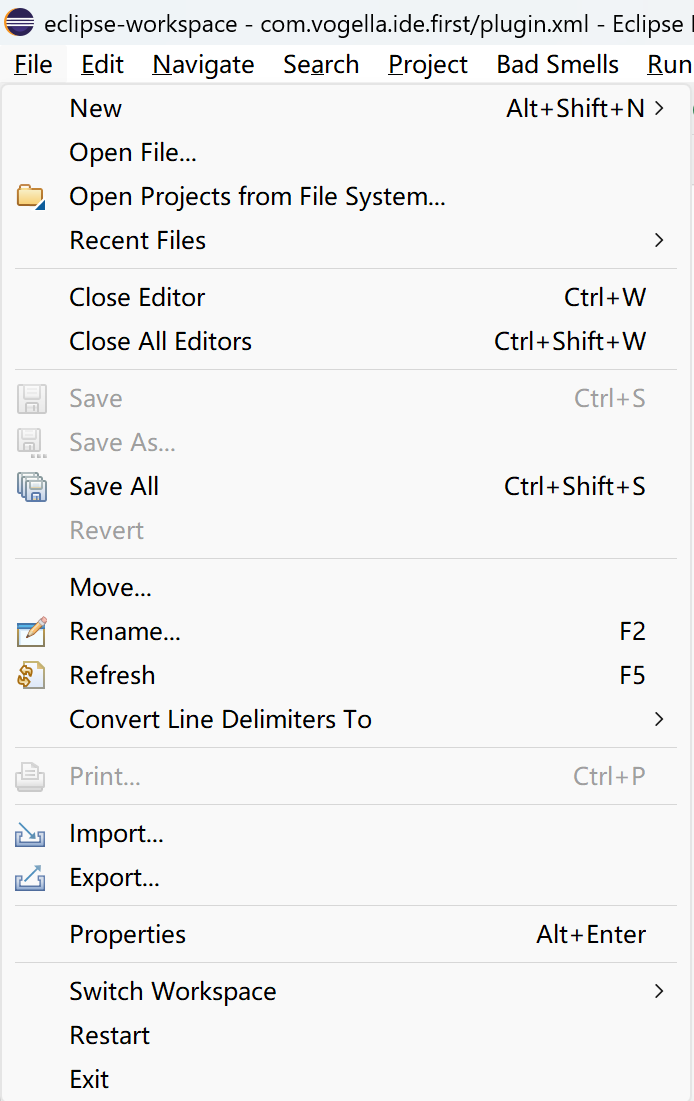 eclipse-workspace - com.vogella.ide.first/plugin.xml - Eclipse
File Edit Navigate Search Project Bad Smells Run
New Alt+Shift+N >
Open File...
Open Projects from File System...
Recent Files >
Close Editor Ctrl+W
Close All Editors Ctrl+Shift+W
Save Ctrl+S
Save As...
Save All Ctrl+Shift+S
Revert
Move...
Rename... F2
Refresh F5
Convert Line Delimiters To >
Print... Ctrl+P
Import...
Export...
Properties Alt+Enter
Switch Workspace >
Restart
Exit